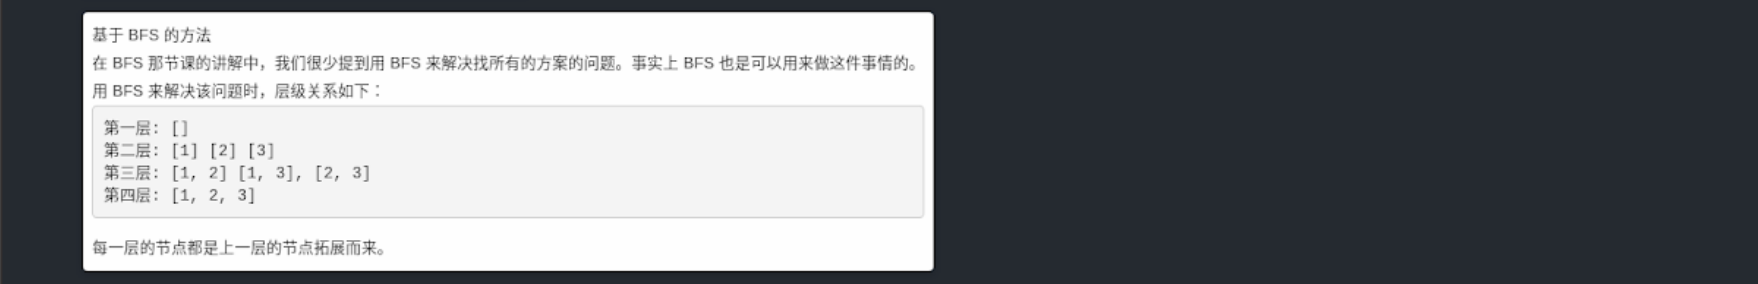 基于 BFS 的方法
在 BFS 那节课的讲解中，我们很少提到用 BFS 来解决找所有的方案的问题。事实上 BFS 也是可以用来做这件事情的。
用 BFS 来解决该问题时，层级关系如下：
第一层: []
第二层: [1] [2] [3]
第三层: [1, 2] [1, 3], [2, 3]
第四层: [1, 2, 3]
每一层的节点都是上一层的节点拓展而来。